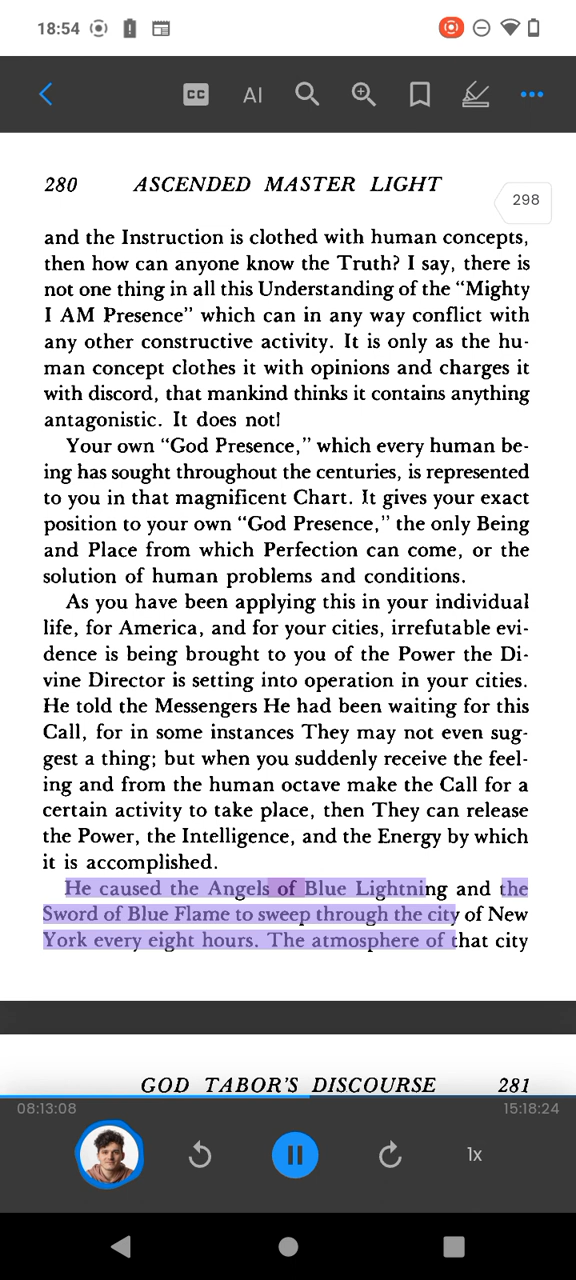 18:54
CC
AI
280 ASCENDED MASTER LIGHT
298
and the Instruction is clothed with human concepts,
then how can anyone know the Truth? I say, there is
not one thing in all this Understanding of the “Mighty
I AM Presence” which can in any way conflict with
any other constructive activity. It is only as the hu-
man concept clothes it with opinions and charges it
with discord, that mankind thinks it contains anything
antagonistic. It does not!
Your own “God Presence,” which every human be-
ing has sought throughout the centuries, is represented
to you in that magnificent Chart. It gives your exact
position to your own “God Presence,” the only Being
and Place from which Perfection can come, or the
solution of human problems and conditions.
As you have been applying this in your individual
life, for America, and for your cities, irrefutable evi-
dence is being brought to you of the Power the Di-
vine Director is setting into operation in your cities.
He told the Messengers He had been waiting for this
Call, for in some instances They may not even sug-
gest a thing; but when you suddenly receive the feel-
ing and from the human octave make the Call for a
certain activity to take place, then They can release
the Power, the Intelligence, and the Energy by which
it is accomplished.
He caused the Angels of Blue Lightning and the
Sword of Blue Flame to sweep through the city of New
York every eight hours. The atmosphere of that city
GOD TABOR'S DISCOURSE 281
08:13:08 15:18:24
1x